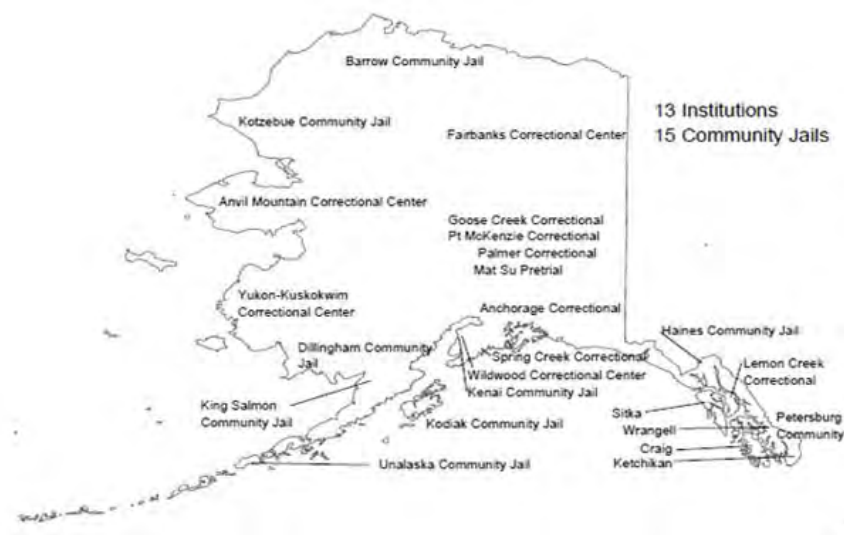 Barrow Community Jail
13 Institutions
15 Community Jails
Kotzebue Community Jail
Fairbanks Correctional Center
Anvil Mountain Correctional Center
Goose Creek Correctional
Pt McKenzie Correctional
Palmer Correctional
Mat Su Pretrial
Yukon-Kuskokwim
Correctional Center
Anchorage Correctional
Haines Community Jail
Dillingham Community
Jail
Spring Creek Correctional
Lemon Creek
Correctional
Wildwood Correctional Center
Kenai Community Jail
King Salmon
Community Jail
Kodiak Community Jail
Sitka
Petersburg
Community
Wrangell
Craig
Ketchikan
Unalaska Community Jail